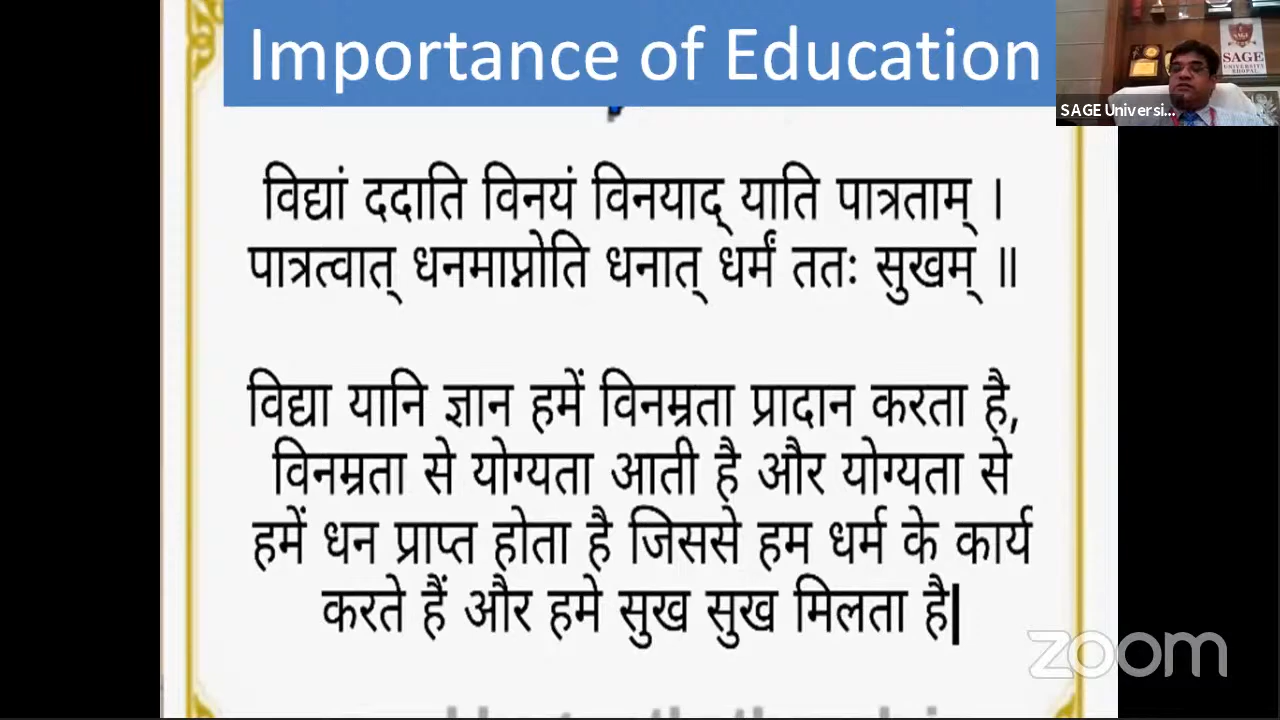 Importance of Education
विद्यां ददाति विनयं विनयाद् याति पात्रताम् ।
पात्रत्वात् धनमाप्नोति धनात् धर्मं ततः सुखम् ॥
विद्या यानि ज्ञान हमें विनम्रता प्रादान करता है,
विनम्रता से योग्यता आती है और योग्यता से
हमें धन प्राप्त होता है जिससे हम धर्म के कार्य
करते हैं और हमे सुख सुख मिलता है|
SAGE
UNIVERSITY
BHOPAL
SAGE Universi...
zoom